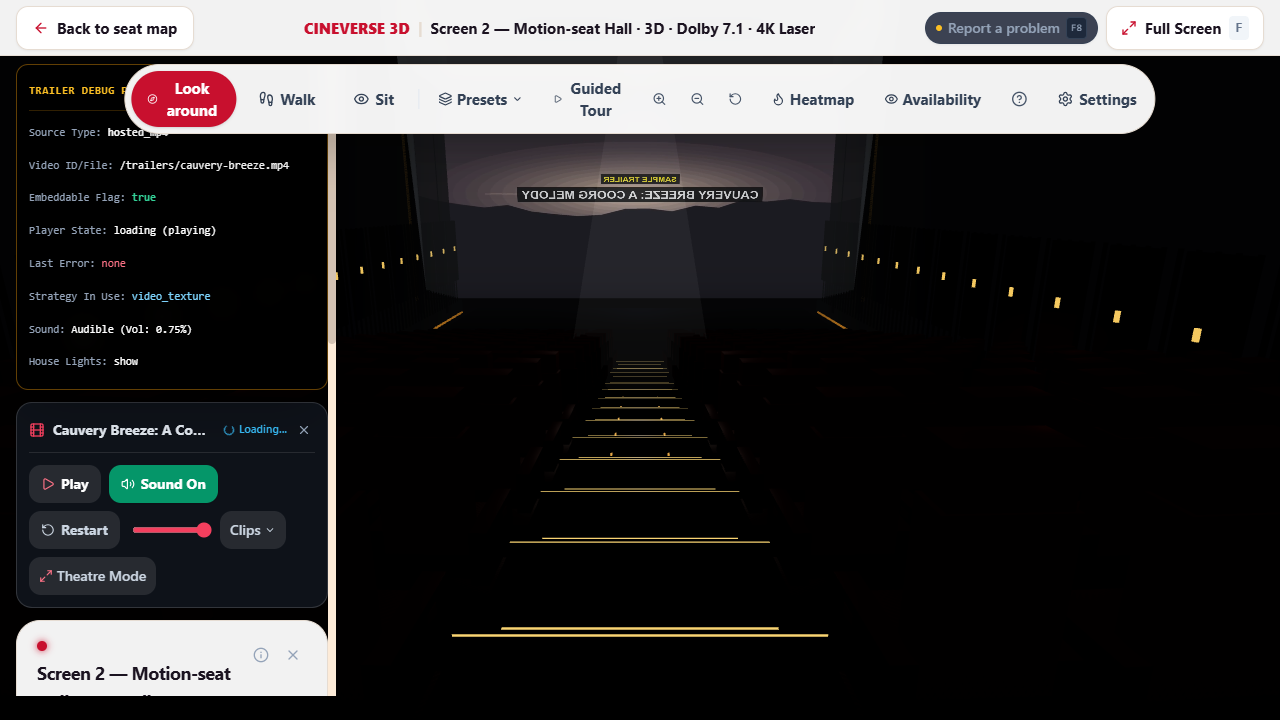 Back to seat map
CINEVERSE 3D | Screen 2 — Motion-seat Hall · 3D · Dolby 7.1 · 4K Laser
Report a problem F8
Full Screen F
Look around
Walk
Sit
Presets
Guided Tour
Heatmap
Availability
Settings
TRAILER DEBUG
Source Type: hosted_mp4
Video ID/File: /trailers/cauvery-breeze.mp4
Embeddable Flag: true
Player State: loading (playing)
Last Error: none
Strategy In Use: video_texture
Sound: Audible (Vol: 0.75%)
House Lights: show
SAMPLE TRAILER
CAUVERY BREEZE: A COORG MELODY
Cauvery Breeze: A Co... Loading...
Play
Sound On
Restart
Clips
Theatre Mode
Screen 2 — Motion-seat